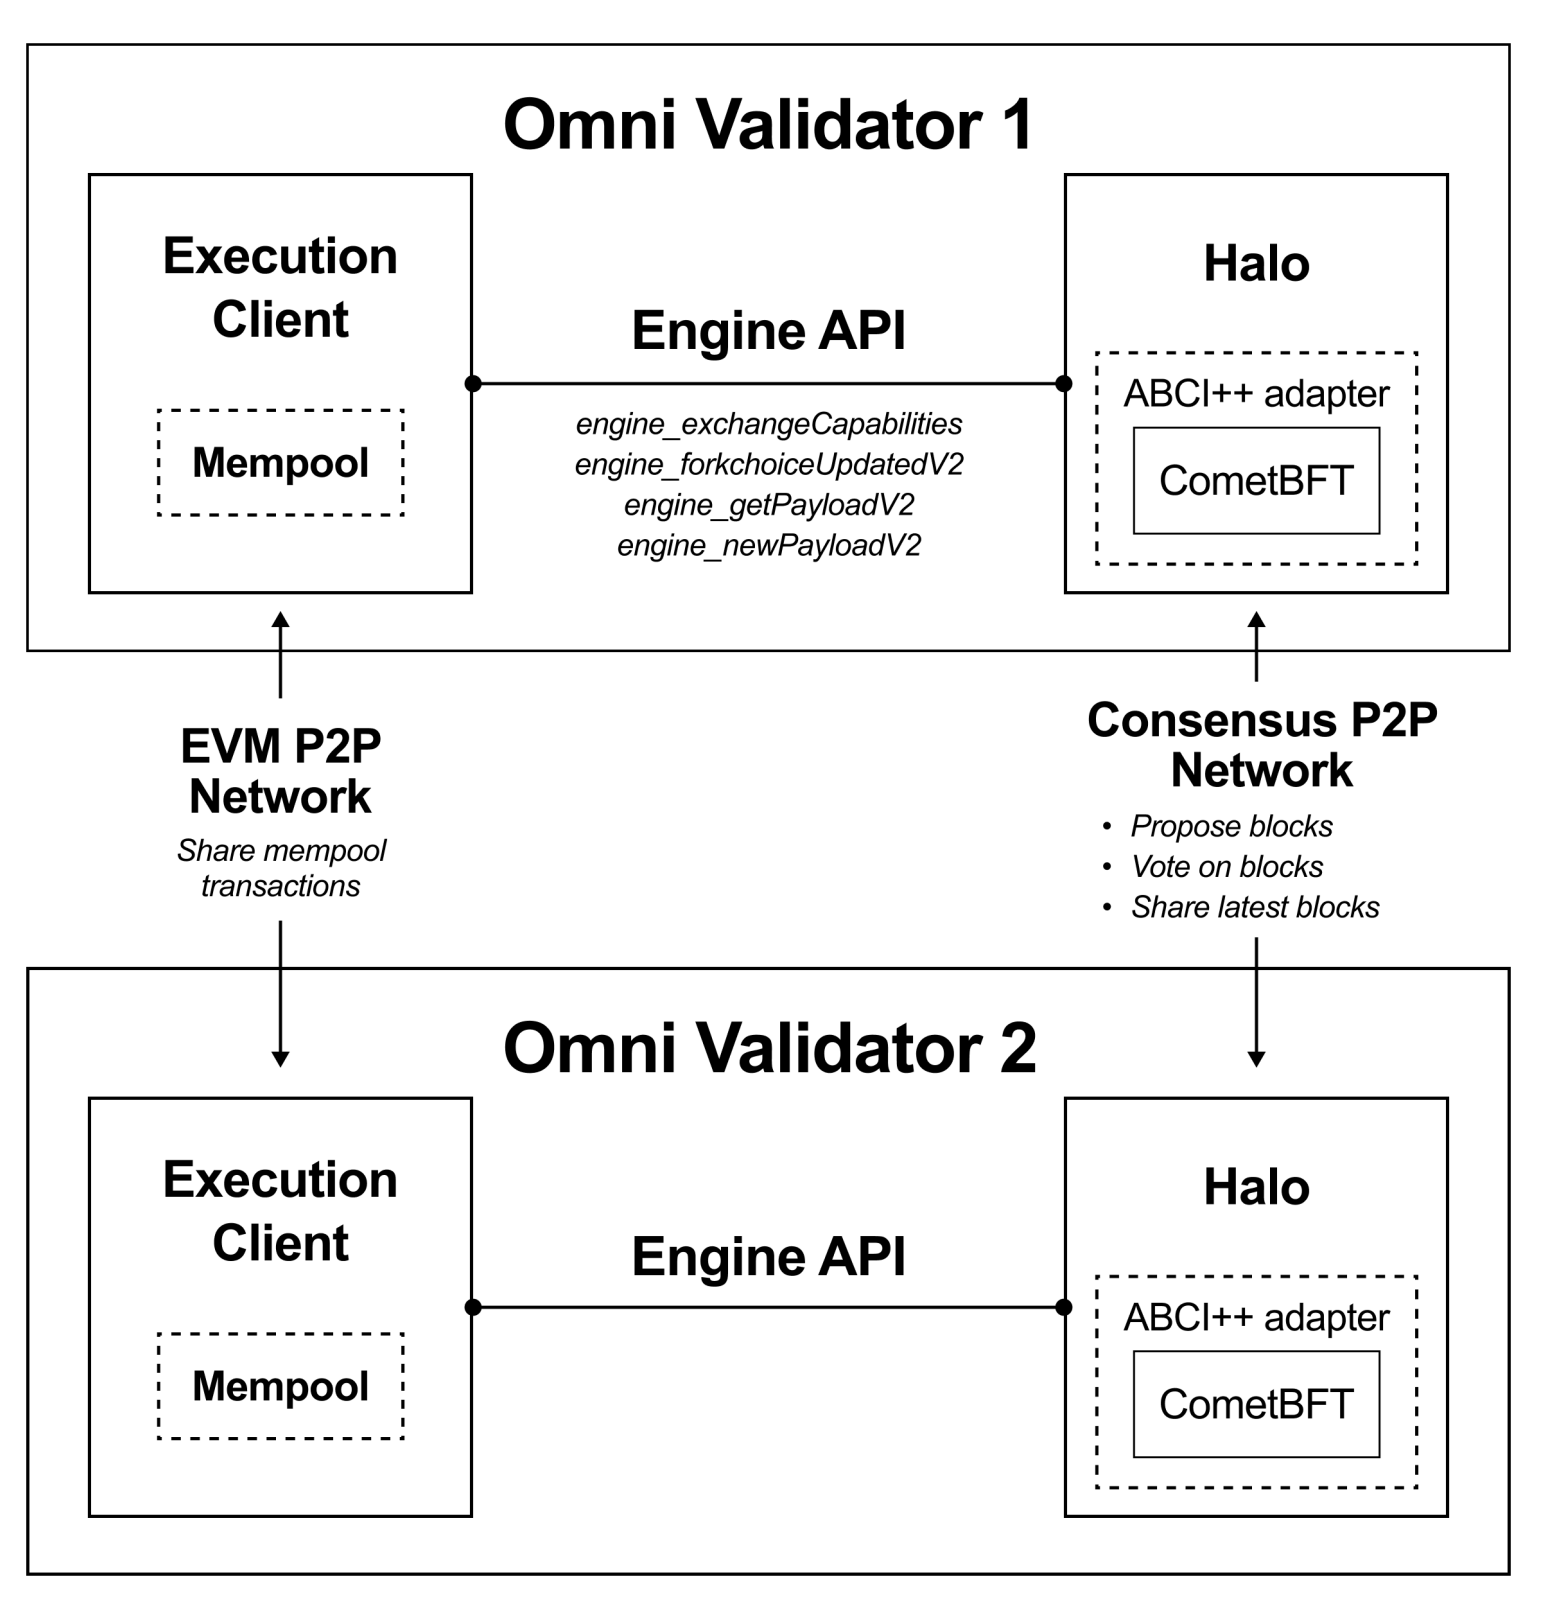 Omni Validator 1
Execution
Client
Mempool
Engine API
engine_exchangeCapabilities
engine_forkchoiceUpdatedV2
engine_getPayloadV2
engine_newPayloadV2
Halo
ABCI++ adapter
CometBFT
EVM P2P
Network
Share mempool
transactions
Consensus P2P
Network
• Propose blocks
• Vote on blocks
• Share latest blocks
Omni Validator 2
Execution
Client
Mempool
Engine API
Halo
ABCI++ adapter
CometBFT